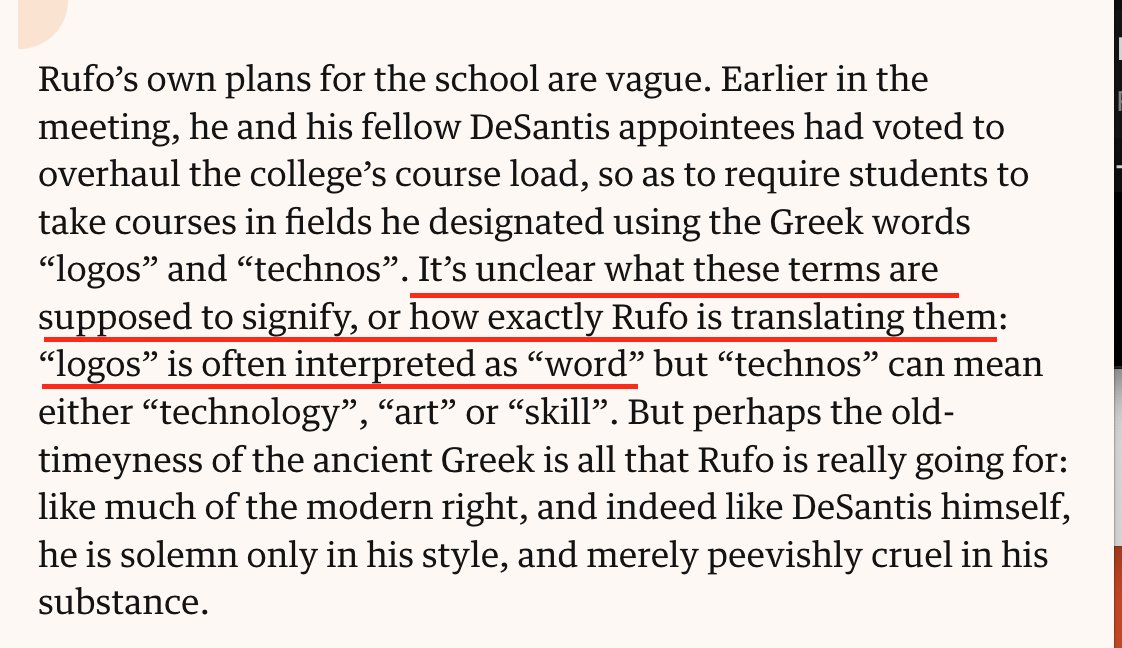 Rufo’s own plans for the school are vague. Earlier in the
meeting, he and his fellow DeSantis appointees had voted to
overhaul the college’s course load, so as to require students to
take courses in fields he designated using the Greek words
“logos” and “technos”. It’s unclear what these terms are
supposed to signify, or how exactly Rufo is translating them:
“logos” is often interpreted as “word” but “technos” can mean
either “technology”, “art” or “skill”. But perhaps the old-
timeyness of the ancient Greek is all that Rufo is really going for:
like much of the modern right, and indeed like DeSantis himself,
he is solemn only in his style, and merely peevishly cruel in his
substance.